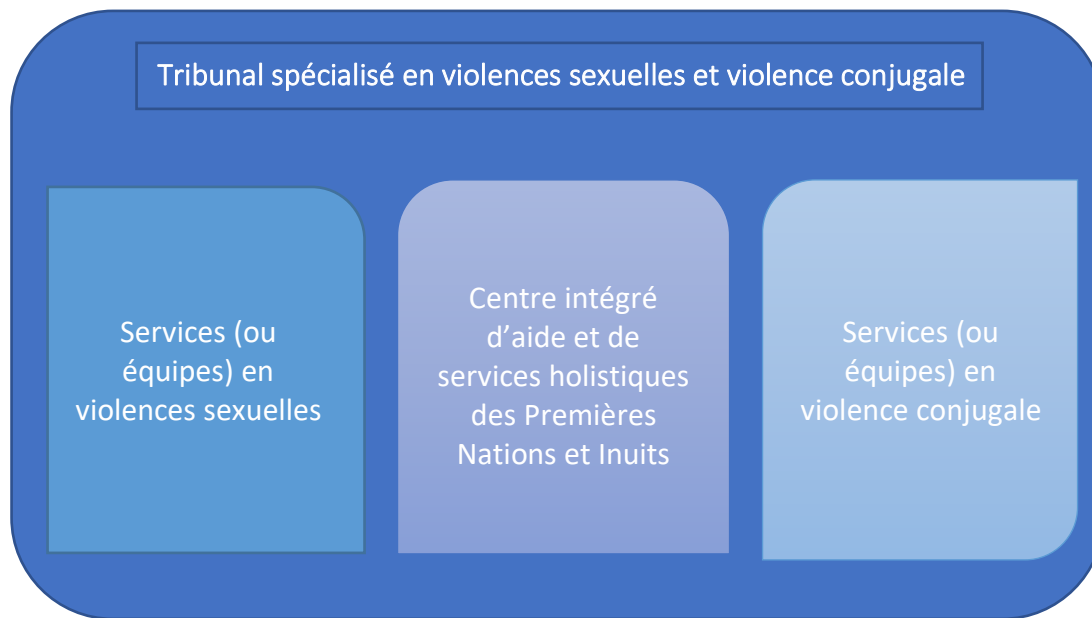 Tribunal spécialisé en violences sexuelles et violence conjugale
Services (ou
équipes) en
violences sexuelles
Centre intégré
d’aide et de
services holistiques
des Premières
Nations et Inuits
Services (ou
équipes) en
violence conjugale